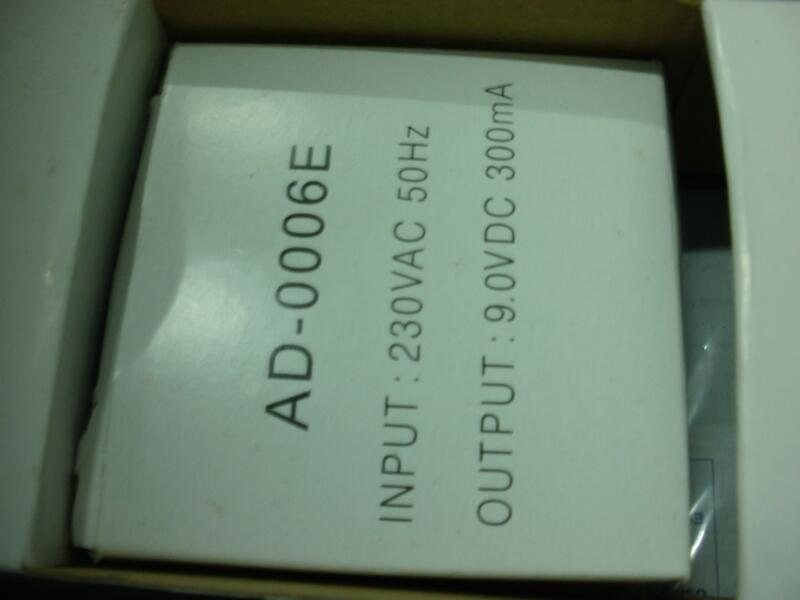 AD-0006E
INPUT : 230VAC 50Hz
OUTPUT : 9.0VDC 300mA